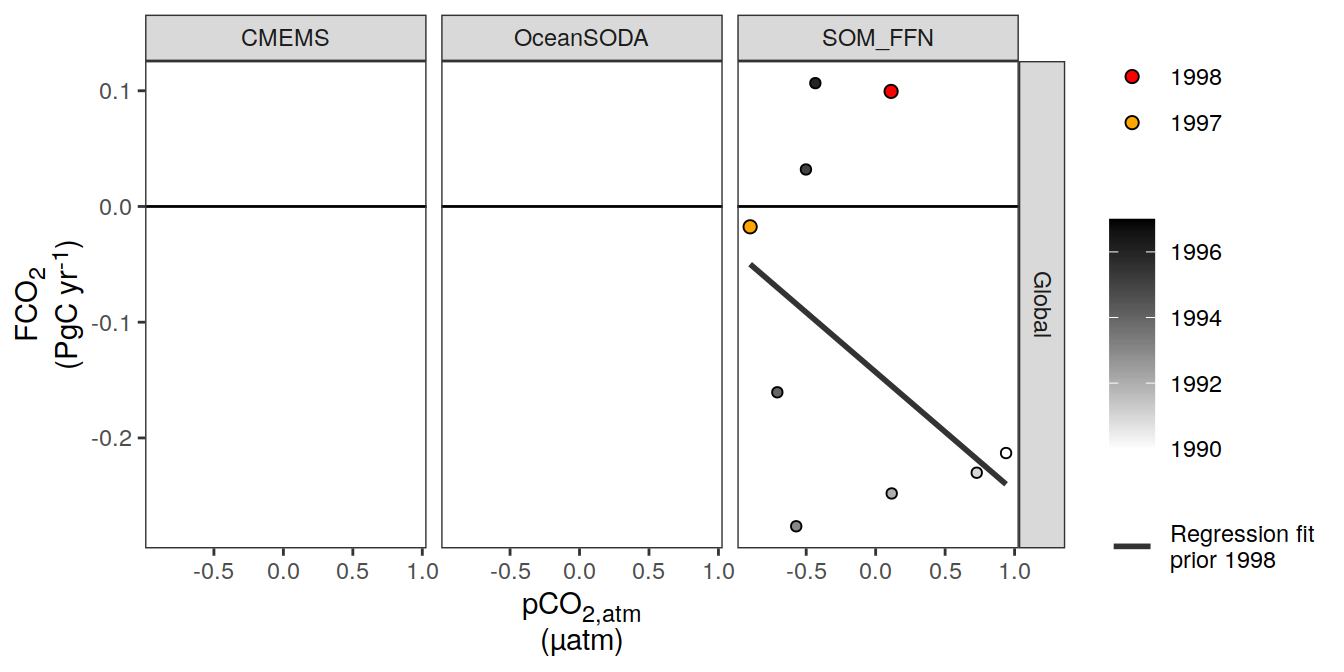 CMEMS
OceanSODA
SOM_FFN
0.1
0.0
-0.1
-0.2
FCO₂
(PgC yr⁻¹)
Global
-0.5 0.0 0.5 1.0
-0.5 0.0 0.5 1.0
-0.5 0.0 0.5 1.0
pCO₂,ₐₜₘ
(µatm)
1998
1997
1996
1994
1992
1990
Regression fit
prior 1998